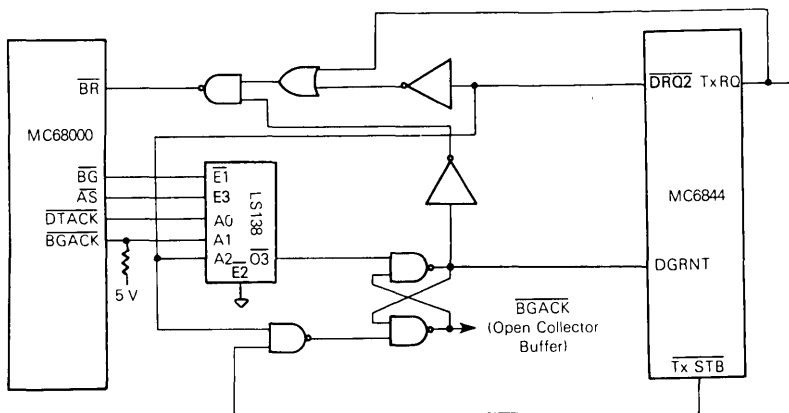 BR
MC68000
BG
AS
DTACK
BGACK
5 V
E1
E3
A0
A1
A2
E2
O3
LS138
DRQ2 TxRQ
MC6844
DGRNT
Tx STB
BGACK
(Open Collector
Buffer)